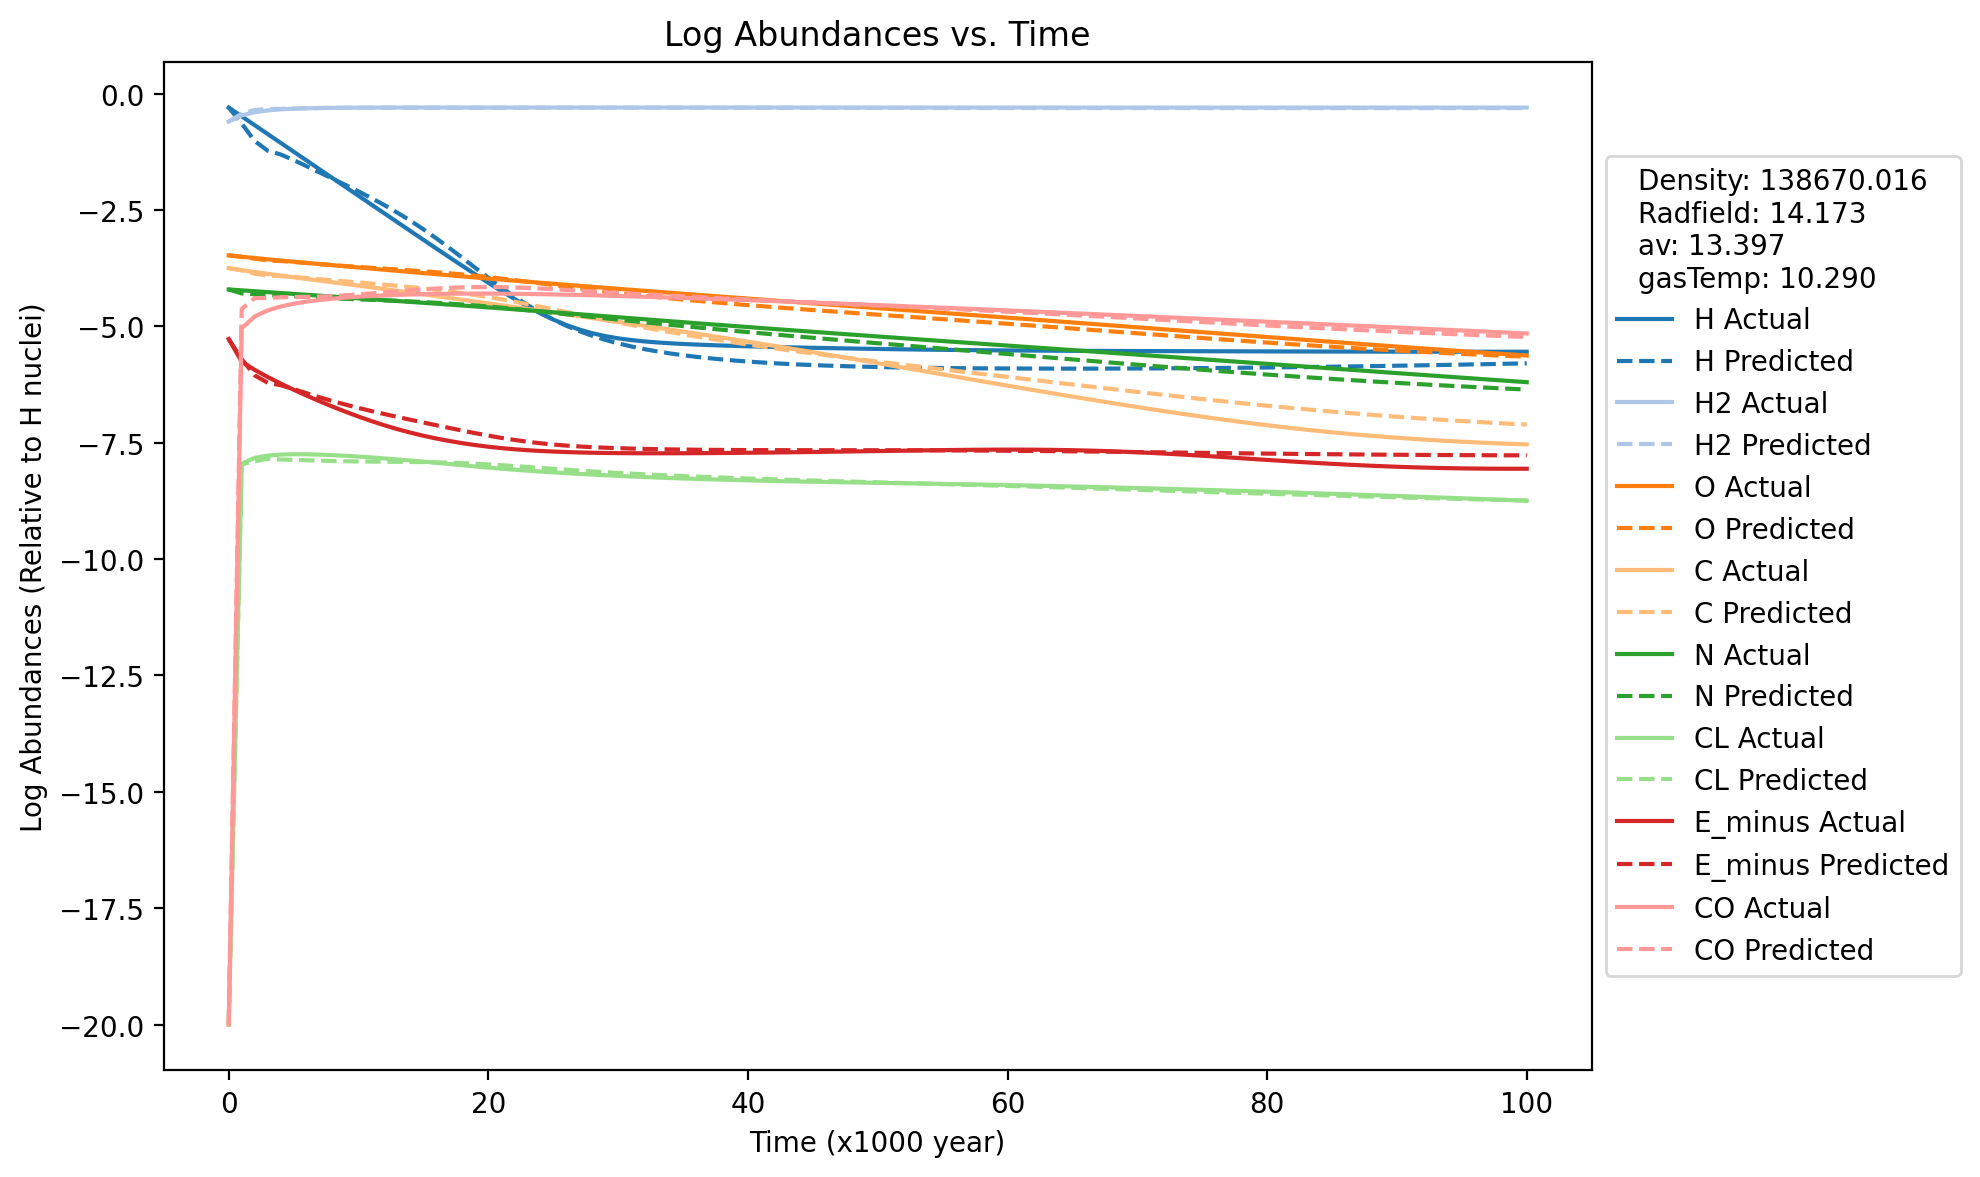 Log Abundances vs. Time
Log Abundances (Relative to H nuclei)
0.0
−2.5
−5.0
−7.5
−10.0
−12.5
−15.0
−17.5
−20.0
0
20
40
60
80
100
Time (x1000 year)
Density: 138670.016
Radfield: 14.173
av: 13.397
gasTemp: 10.290
H Actual
H Predicted
H2 Actual
H2 Predicted
O Actual
O Predicted
C Actual
C Predicted
N Actual
N Predicted
CL Actual
CL Predicted
E_minus Actual
E_minus Predicted
CO Actual
CO Predicted